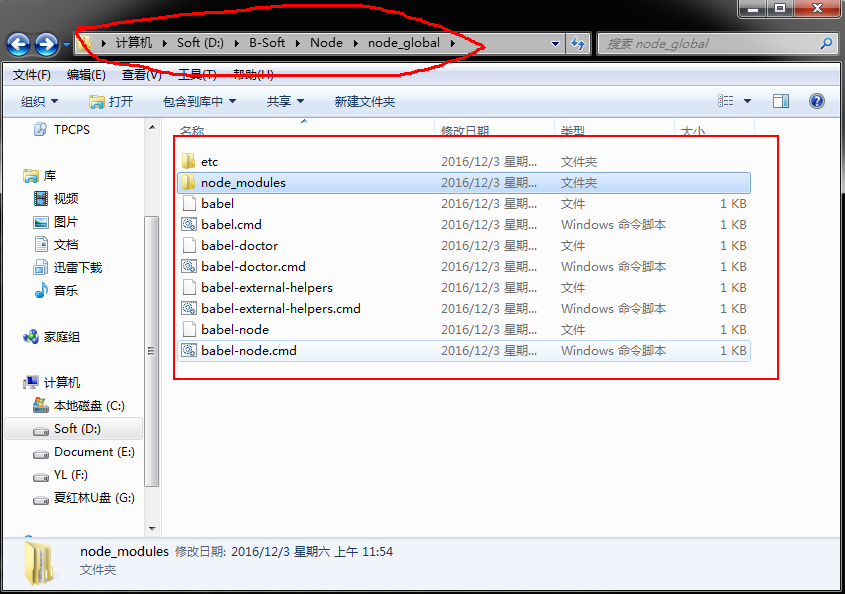 计算机 Soft (D:) B-Soft Node node_global 搜索 node_global
文件(F) 编辑(E) 查看(V) 工具(T) 帮助(H)
组织 打开 包含到库中 共享 新建文件夹
TPCPS
库
视频
图片
文档
迅雷下载
音乐
家庭组
计算机
本地磁盘 (C:)
Soft (D:)
Document (E:)
YL (F:)
夏红林U盘 (G:)
名称 修改日期 类型 大小
etc 2016/12/3 星期... 文件夹
node_modules 2016/12/3 星期... 文件夹
babel 2016/12/3 星期... 文件 1 KB
babel.cmd 2016/12/3 星期... Windows 命令脚本 1 KB
babel-doctor 2016/12/3 星期... 文件 1 KB
babel-doctor.cmd 2016/12/3 星期... Windows 命令脚本 1 KB
babel-external-helpers 2016/12/3 星期... 文件 1 KB
babel-external-helpers.cmd 2016/12/3 星期... Windows 命令脚本 1 KB
babel-node 2016/12/3 星期... 文件 1 KB
babel-node.cmd 2016/12/3 星期... Windows 命令脚本 1 KB
node_modules 修改日期: 2016/12/3 星期六 上午 11:54
文件夹